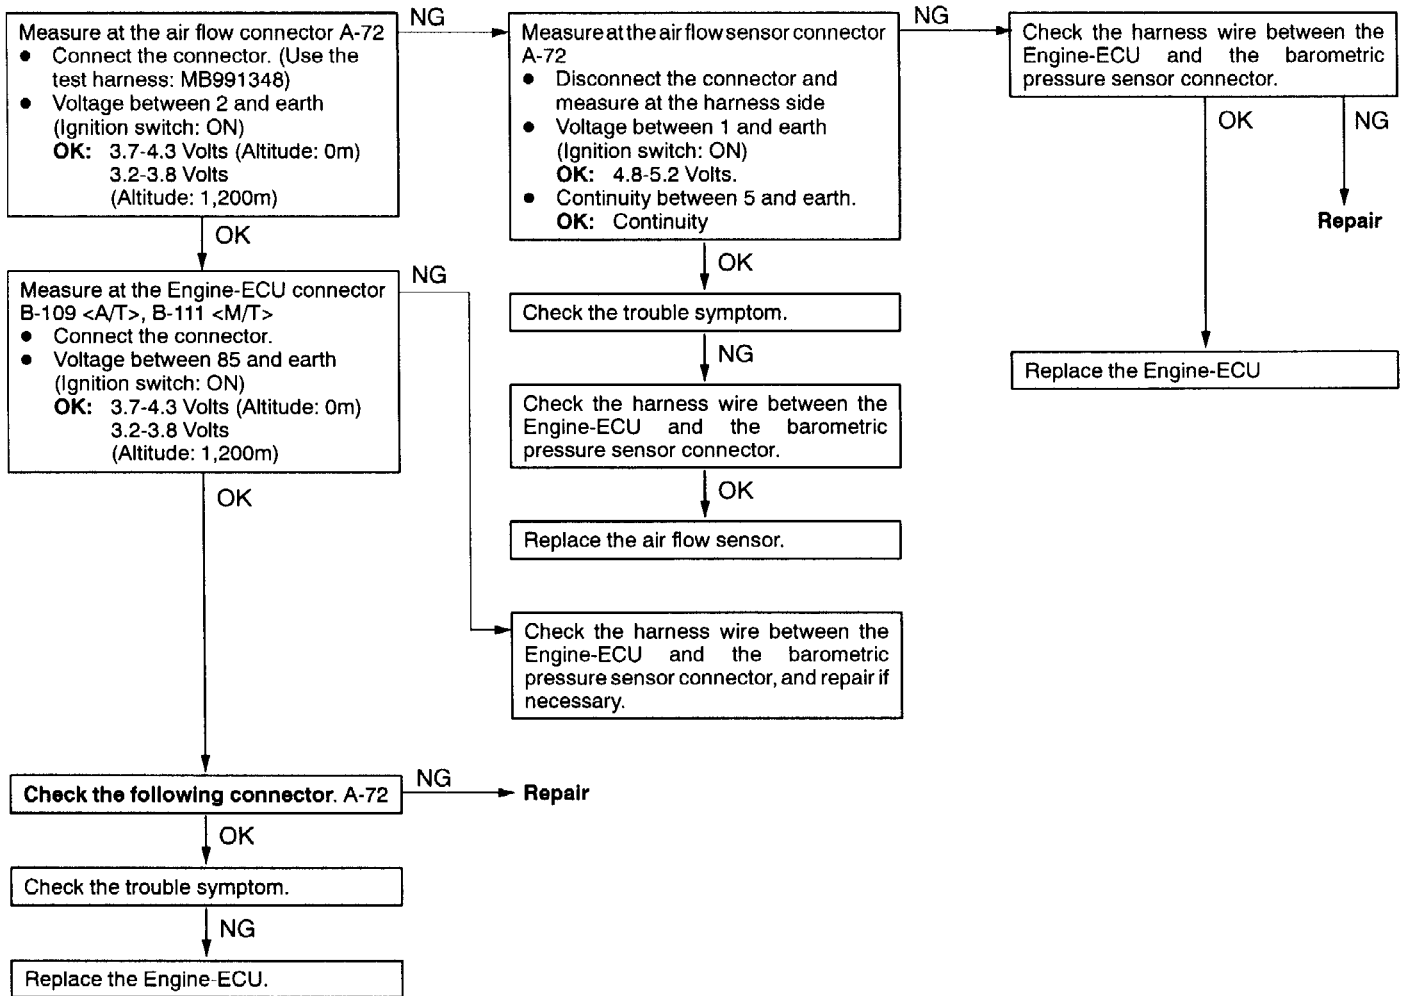 Measure at the air flow connector A-72
● Connect the connector. (Use the
test harness: MB991348)
● Voltage between 2 and earth
(Ignition switch: ON)
OK: 3.7-4.3 Volts (Altitude: 0m)
3.2-3.8 Volts
(Altitude: 1,200m)
NG
OK
Measure at the air flow sensor connector
A-72
● Disconnect the connector and
measure at the harness side
● Voltage between 1 and earth
(Ignition switch: ON)
OK: 4.8-5.2 Volts.
● Continuity between 5 and earth.
OK: Continuity
NG
OK
Check the harness wire between the
Engine-ECU and the barometric
pressure sensor connector.
OK
NG
Repair
Replace the Engine-ECU
Check the trouble symptom.
NG
Check the harness wire between the
Engine-ECU and the barometric
pressure sensor connector.
OK
Replace the air flow sensor.
Measure at the Engine-ECU connector
B-109 <A/T>, B-111 <M/T>
● Connect the connector.
● Voltage between 85 and earth
(Ignition switch: ON)
OK: 3.7-4.3 Volts (Altitude: 0m)
3.2-3.8 Volts
(Altitude: 1,200m)
NG
OK
Check the harness wire between the
Engine-ECU and the barometric
pressure sensor connector, and repair if
necessary.
Check the following connector. A-72
NG
Repair
OK
Check the trouble symptom.
NG
Replace the Engine-ECU.